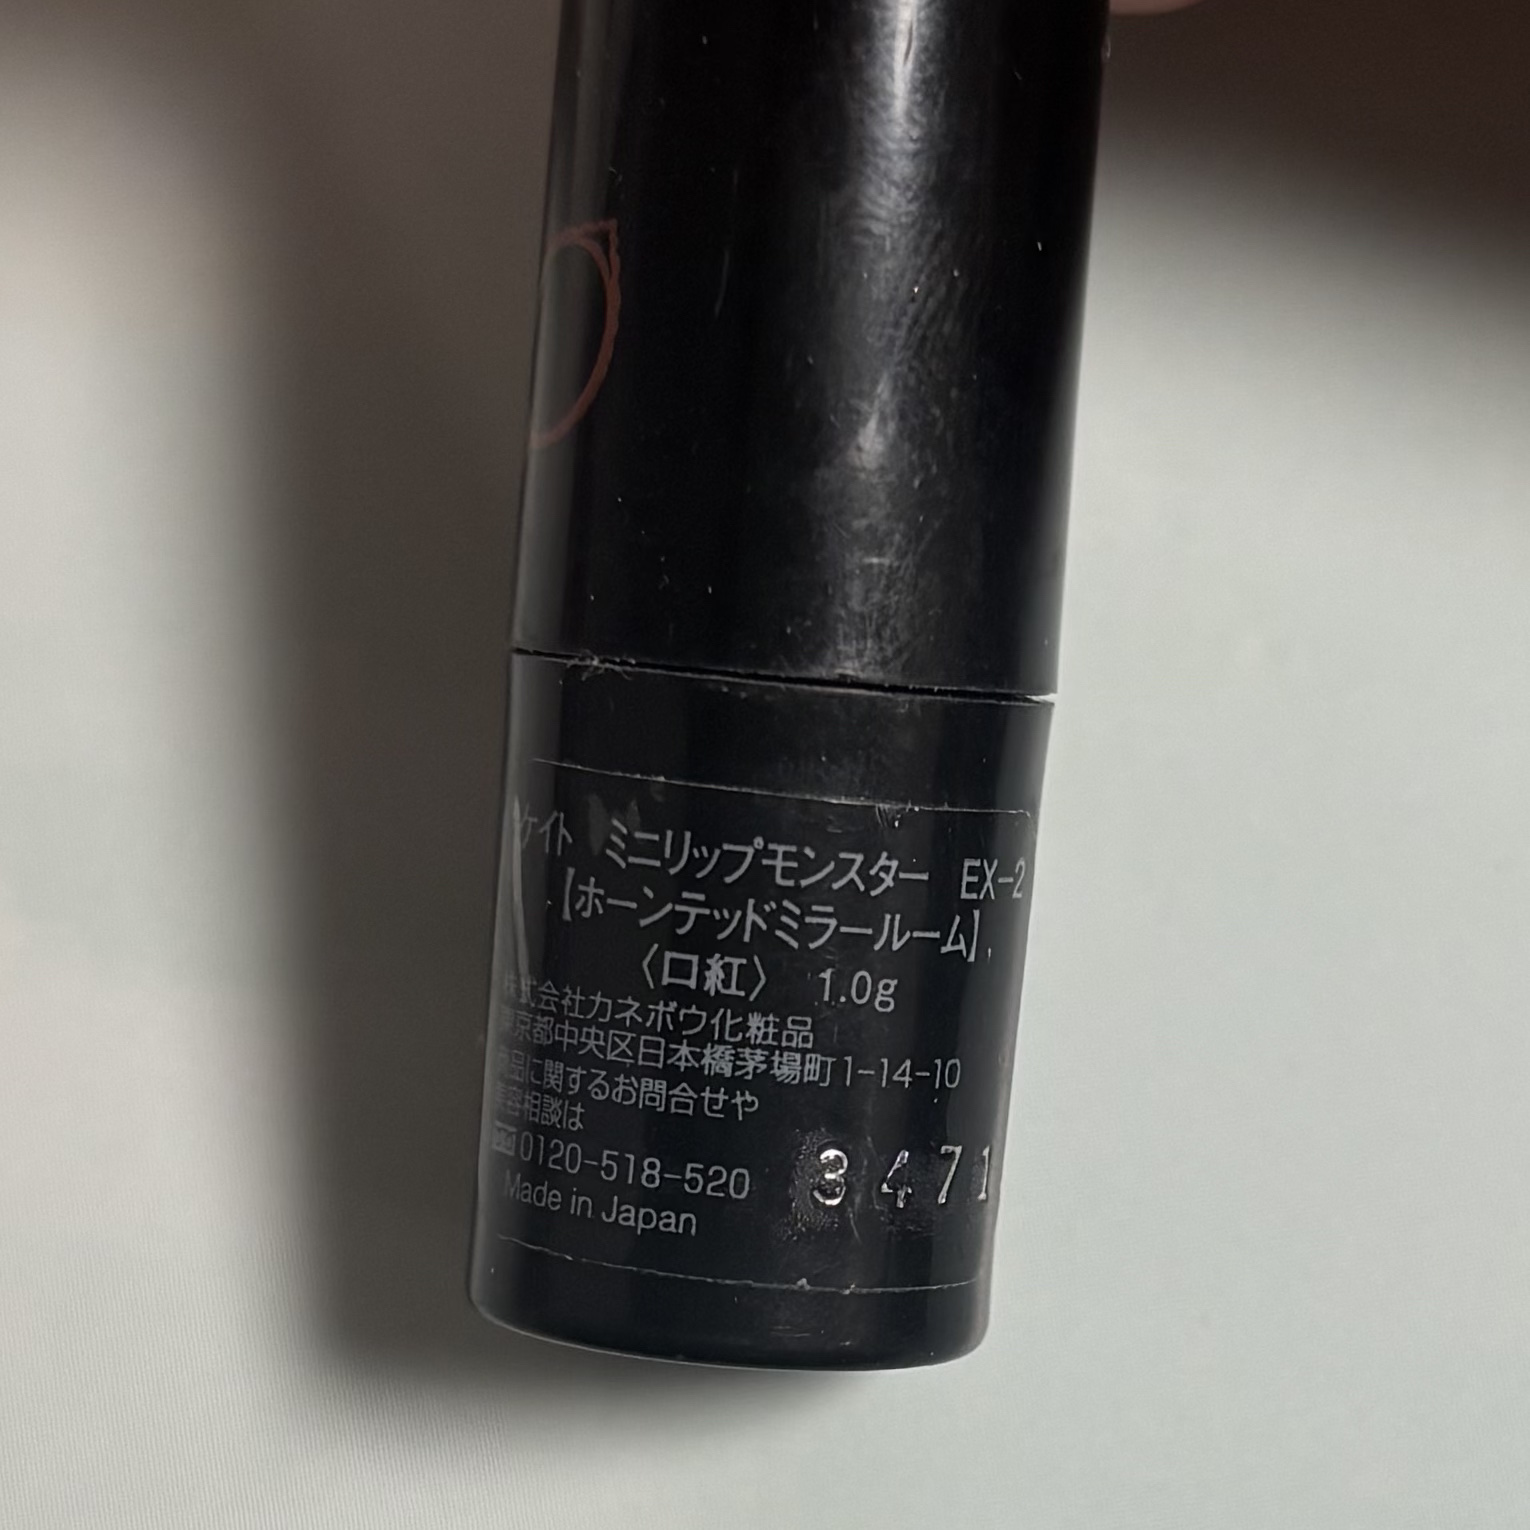 ケイト ミニリップモンスター EX-2
【ホーンテッドミラールーム】
〈口紅〉 1.0g
株式会社カネボウ化粧品
東京都中央区日本橋茅場町1-14-10
商品に関するお問合せや
美容相談は
0120-518-520
Made in Japan
3471